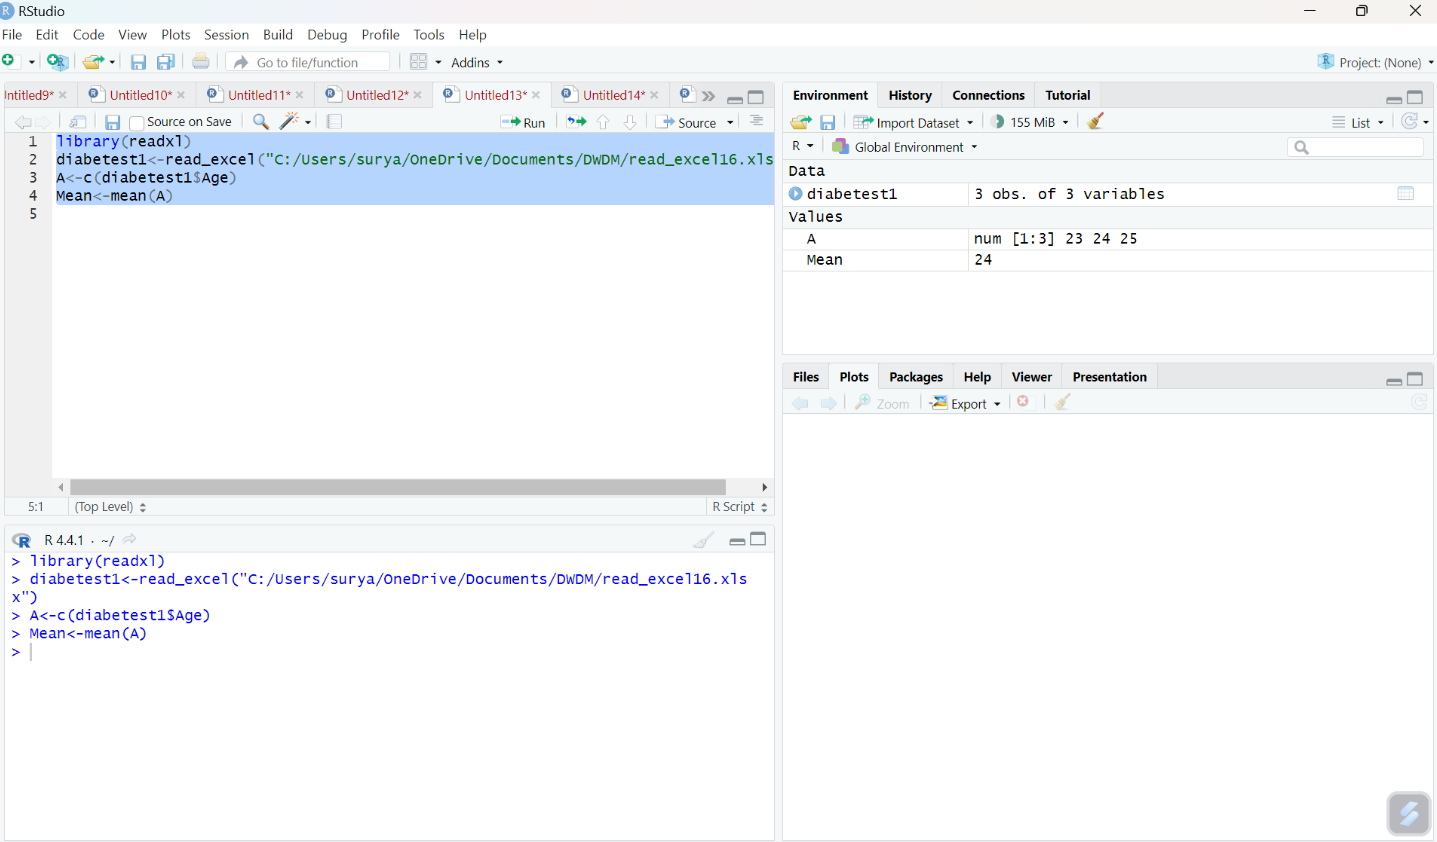 RStudio
File Edit Code View Plots Session Build Debug Profile Tools Help
Go to file/function Addins Project: (None)
ntitled9* Untitled10* Untitled11* Untitled12* Untitled13* Untitled14*
Source on Save Run Source
1 library(readxl)
2 diabetest1<-read_excel("C:/Users/surya/OneDrive/Documents/DWDM/read_excel16.xls
3 A<-c(diabetest1$Age)
4 Mean<-mean(A)
5
5:1 (Top Level) R Script
R 4.4.1 · ~/
> library(readxl)
> diabetest1<-read_excel("C:/Users/surya/OneDrive/Documents/DWDM/read_excel16.xls
x")
> A<-c(diabetest1$Age)
> Mean<-mean(A)
>
Environment History Connections Tutorial
Import Dataset 155 MiB List
R Global Environment
Data
diabetest1 3 obs. of 3 variables
Values
A num [1:3] 23 24 25
Mean 24
Files Plots Packages Help Viewer Presentation
Zoom Export